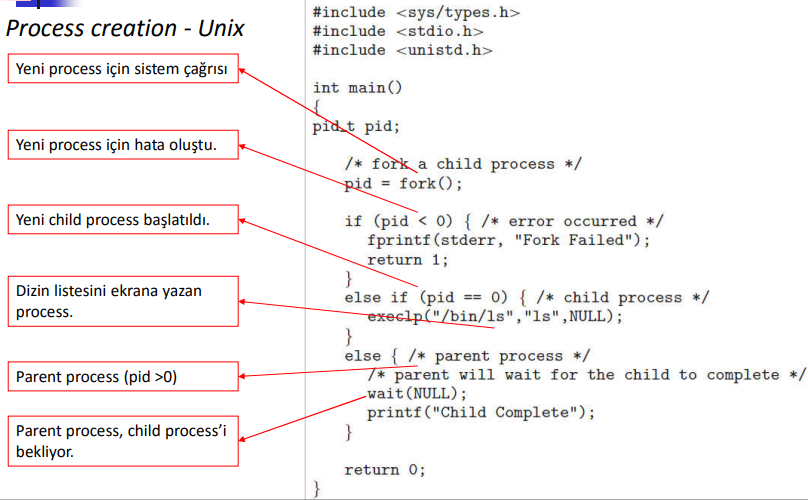 Process creation - Unix
Yeni process için sistem çağrısı
Yeni process için hata oluştu.
Yeni child process başlatıldı.
Dizin listesini ekrana yazan
process.
Parent process (pid >0)
Parent process, child process’i
bekliyor.
#include <sys/types.h>
#include <stdio.h>
#include <unistd.h>
int main()
{
pid_t pid;
/* fork a child process */
pid = fork();
if (pid < 0) { /* error occurred */
fprintf(stderr, "Fork Failed");
return 1;
}
else if (pid == 0) { /* child process */
execlp("/bin/ls","ls",NULL);
}
else { /* parent process */
/* parent will wait for the child to complete */
wait(NULL);
printf("Child Complete");
}
return 0;
}